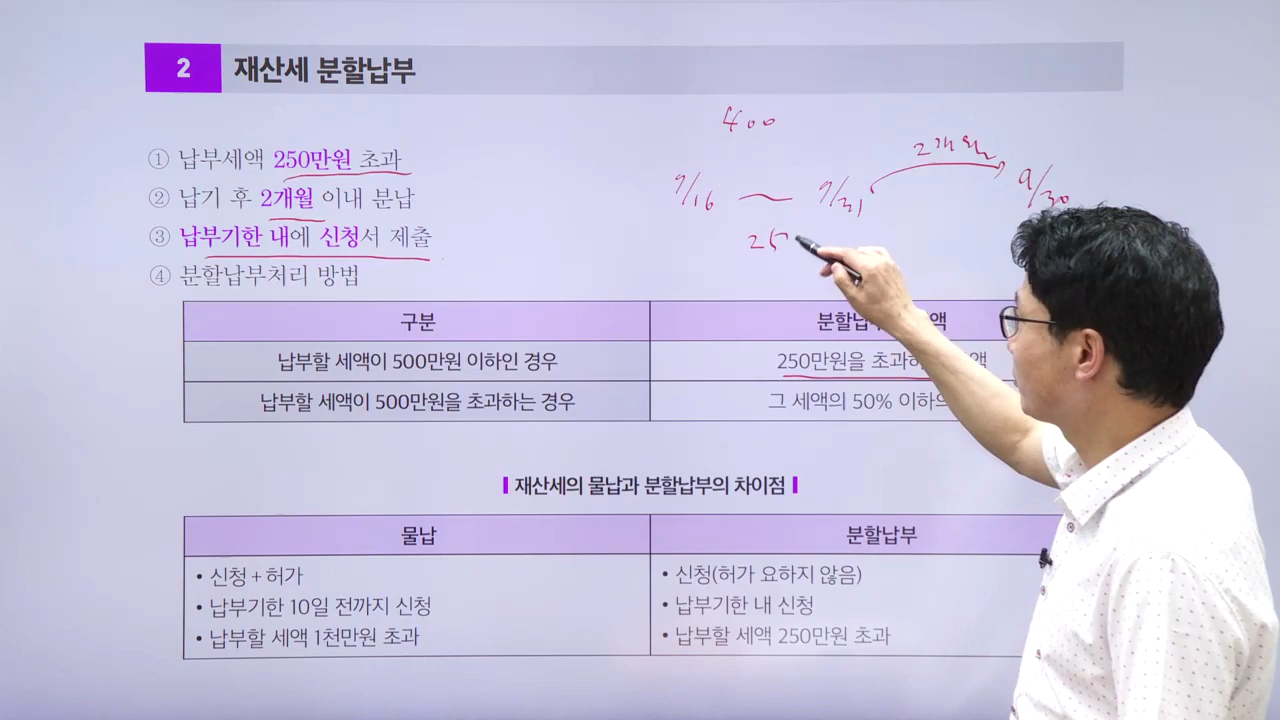 2 재산세 분할납부
400
① 납부세액 250만원 초과
2개월
② 납기 후 2개월 이내 분납
7/16 ~ 7/31 9/30
③ 납부기한 내에 신청서 제출
25
④ 분할납부처리 방법
구분 분할납
납부할 세액이 500만원 이하인 경우 250만원을 초과하
납부할 세액이 500만원을 초과하는 경우 그 세액의 50% 이하의
재산세의 물납과 분할납부의 차이점
물납 분할납부
• 신청+허가 • 신청(허가 요하지 않음)
• 납부기한 10일 전까지 신청 • 납부기한 내 신청
• 납부할 세액 1천만원 초과 • 납부할 세액 250만원 초과